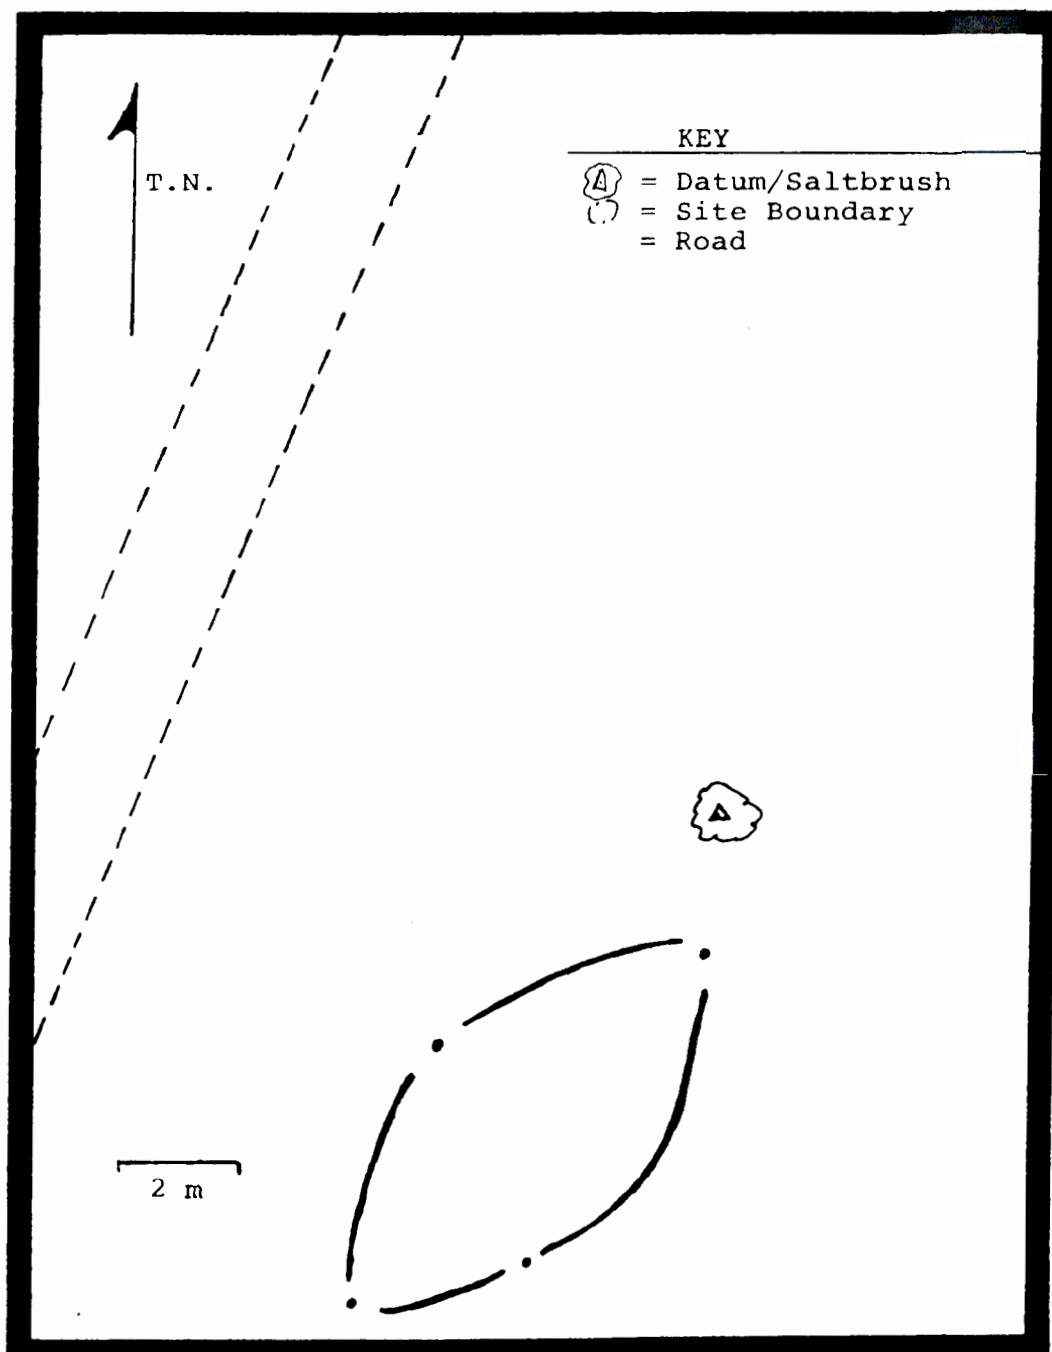 KEY
T.N.
= Datum/Saltbrush
= Site Boundary
= Road
2 m